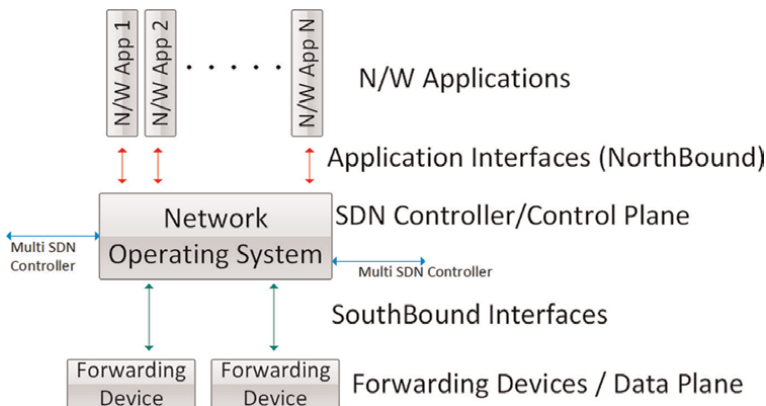 N/W App 1
N/W App 2
N/W App N
N/W Applications
Application Interfaces (NorthBound)
Network
Operating System
SDN Controller/Control Plane
Multi SDN
Controller
Multi SDN Controller
SouthBound Interfaces
Forwarding
Device
Forwarding
Device
Forwarding Devices / Data Plane